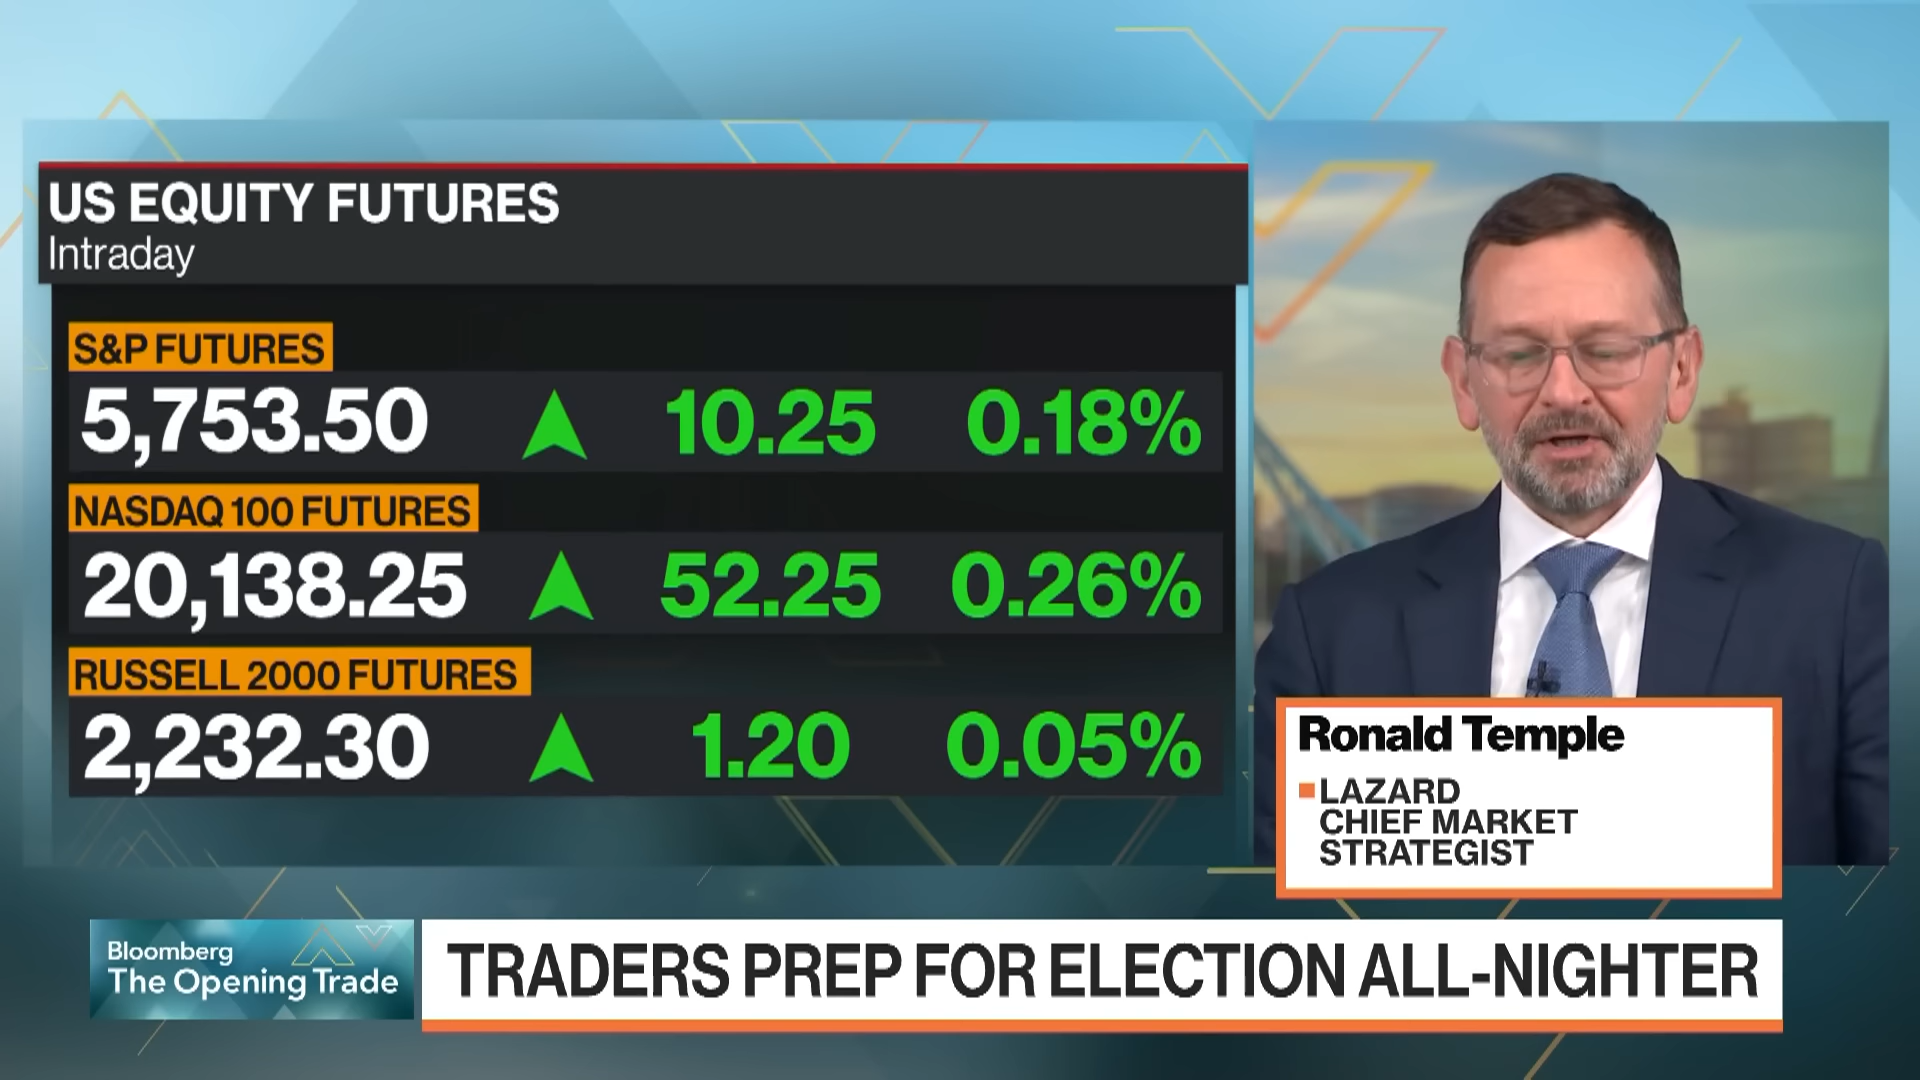 US EQUITY FUTURES
Intraday
S&P FUTURES
5,753.50 10.25 0.18%
NASDAQ 100 FUTURES
20,138.25 52.25 0.26%
RUSSELL 2000 FUTURES
2,232.30 1.20 0.05%
Ronald Temple
LAZARD
CHIEF MARKET
STRATEGIST
Bloomberg
The Opening Trade
TRADERS PREP FOR ELECTION ALL-NIGHTER